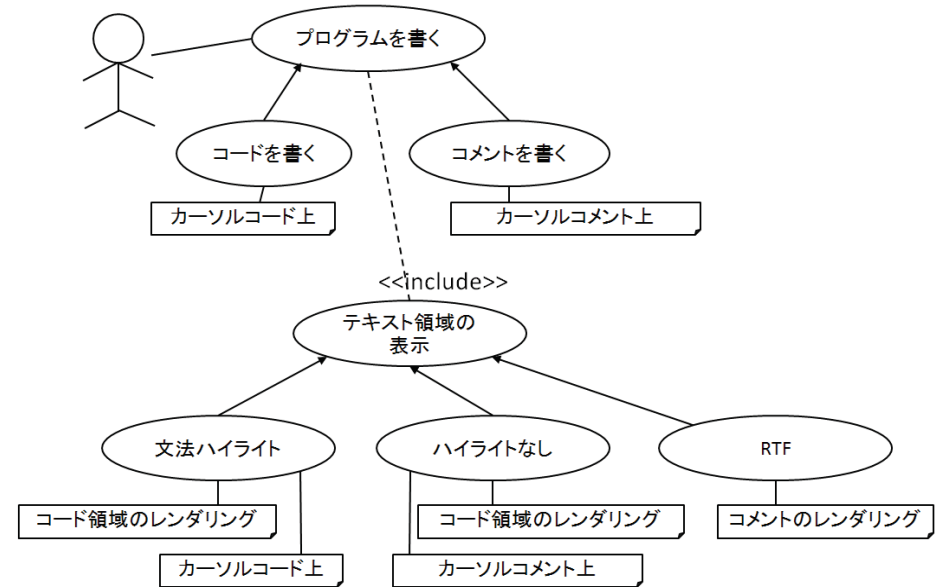 プログラムを書く
コードを書く
コメントを書く
カーソルコード上
カーソルコメント上
<<include>>
テキスト領域の
表示
文法ハイライト
ハイライトなし
RTF
コード領域のレンダリング
コード領域のレンダリング
コメントのレンダリング
カーソルコード上
カーソルコメント上